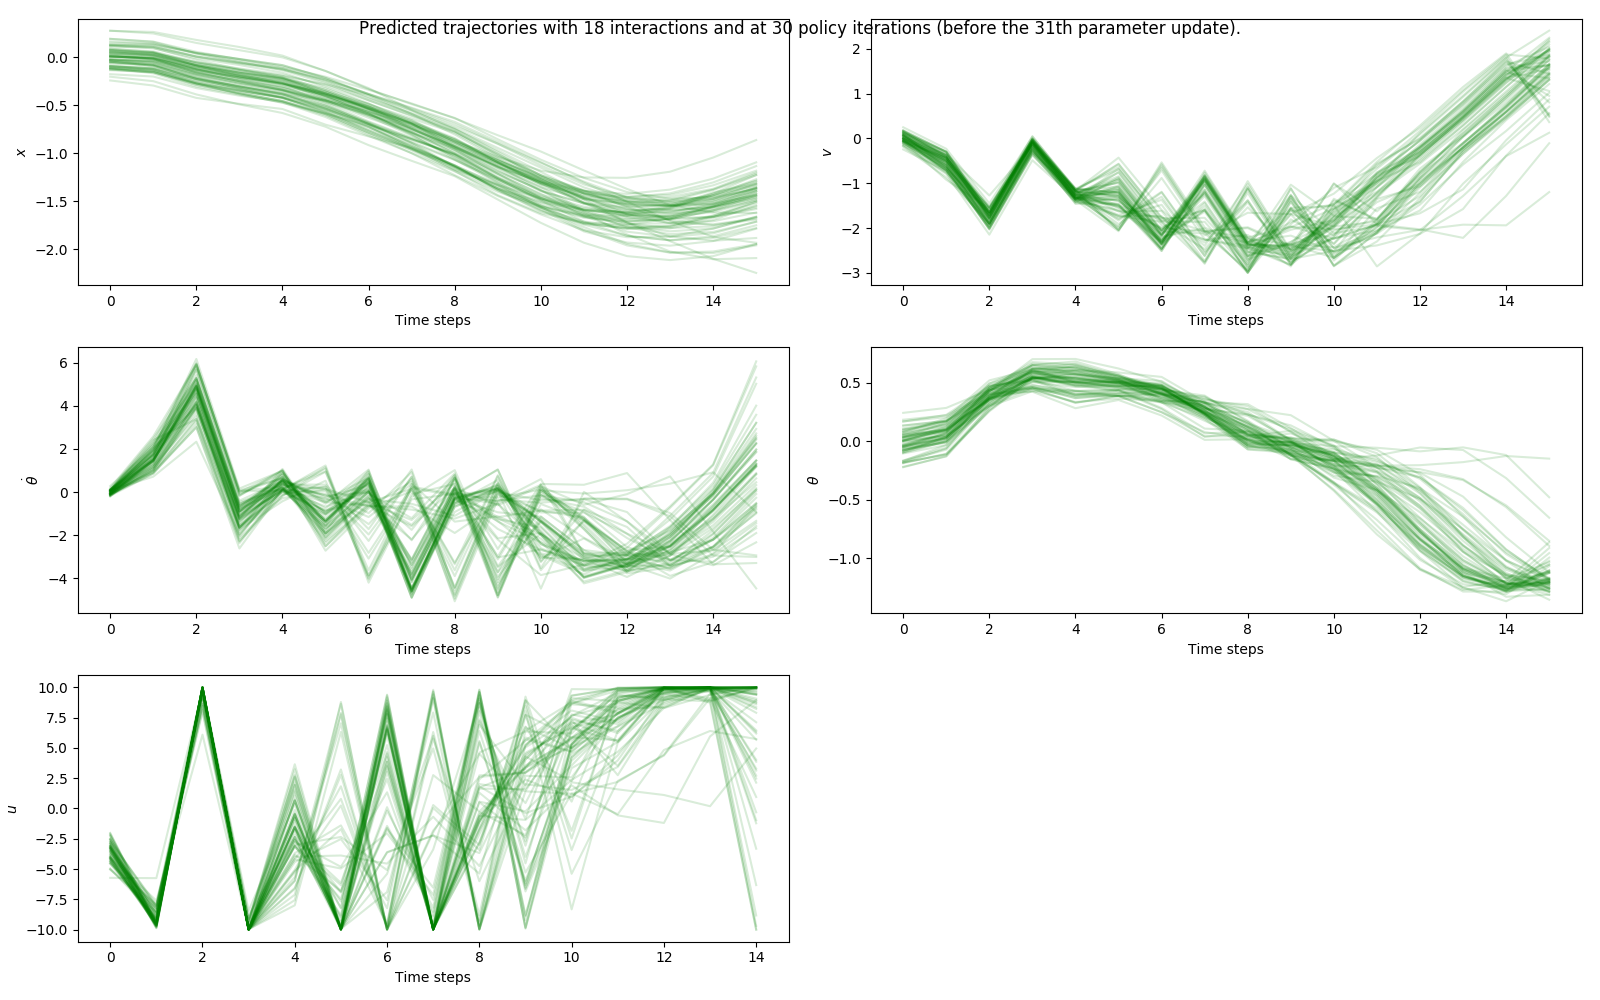 Predicted trajectories with 18 interactions and at 30 policy iterations (before the 31th parameter update).
x
0.0
−0.5
−1.0
−1.5
−2.0
0 2 4 6 8 10 12 14
Time steps
v
2
1
0
−1
−2
−3
0 2 4 6 8 10 12 14
Time steps
θ̇
6
4
2
0
−2
−4
0 2 4 6 8 10 12 14
Time steps
θ
0.5
0.0
−0.5
−1.0
0 2 4 6 8 10 12 14
Time steps
u
10.0
7.5
5.0
2.5
0.0
−2.5
−5.0
−7.5
−10.0
0 2 4 6 8 10 12 14
Time steps